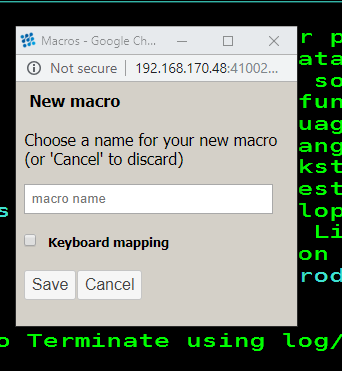 Macros - Google Ch...
Not secure | 192.168.170.48:41002...
New macro
Choose a name for your new macro
(or 'Cancel' to discard)
macro name
Keyboard mapping
Save Cancel
r p
ata
so
fun
uag
ang
kst
est
s lop
Li
on
rod
o Terminate using log/